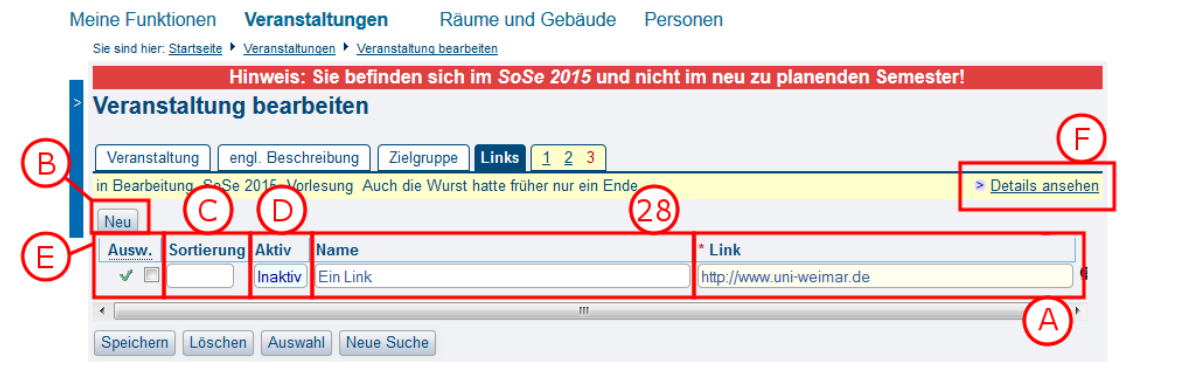 Meine Funktionen Veranstaltungen Räume und Gebäude Personen
Sie sind hier: Startseite Veranstaltungen Veranstaltung bearbeiten
Hinweis: Sie befinden sich im SoSe 2015 und nicht im neu zu planenden Semester!
> Veranstaltung bearbeiten
F
B Veranstaltung engl. Beschreibung Zielgruppe Links 1 2 3
in Bearbeitung SoSe 2015 Vorlesung Auch die Wurst hatte früher nur ein Ende > Details ansehen
Neu C D 28
E Ausw. Sortierung Aktiv Name * Link
Inaktiv Ein Link http://www.uni-weimar.de
A
Speichern Löschen Auswahl Neue Suche